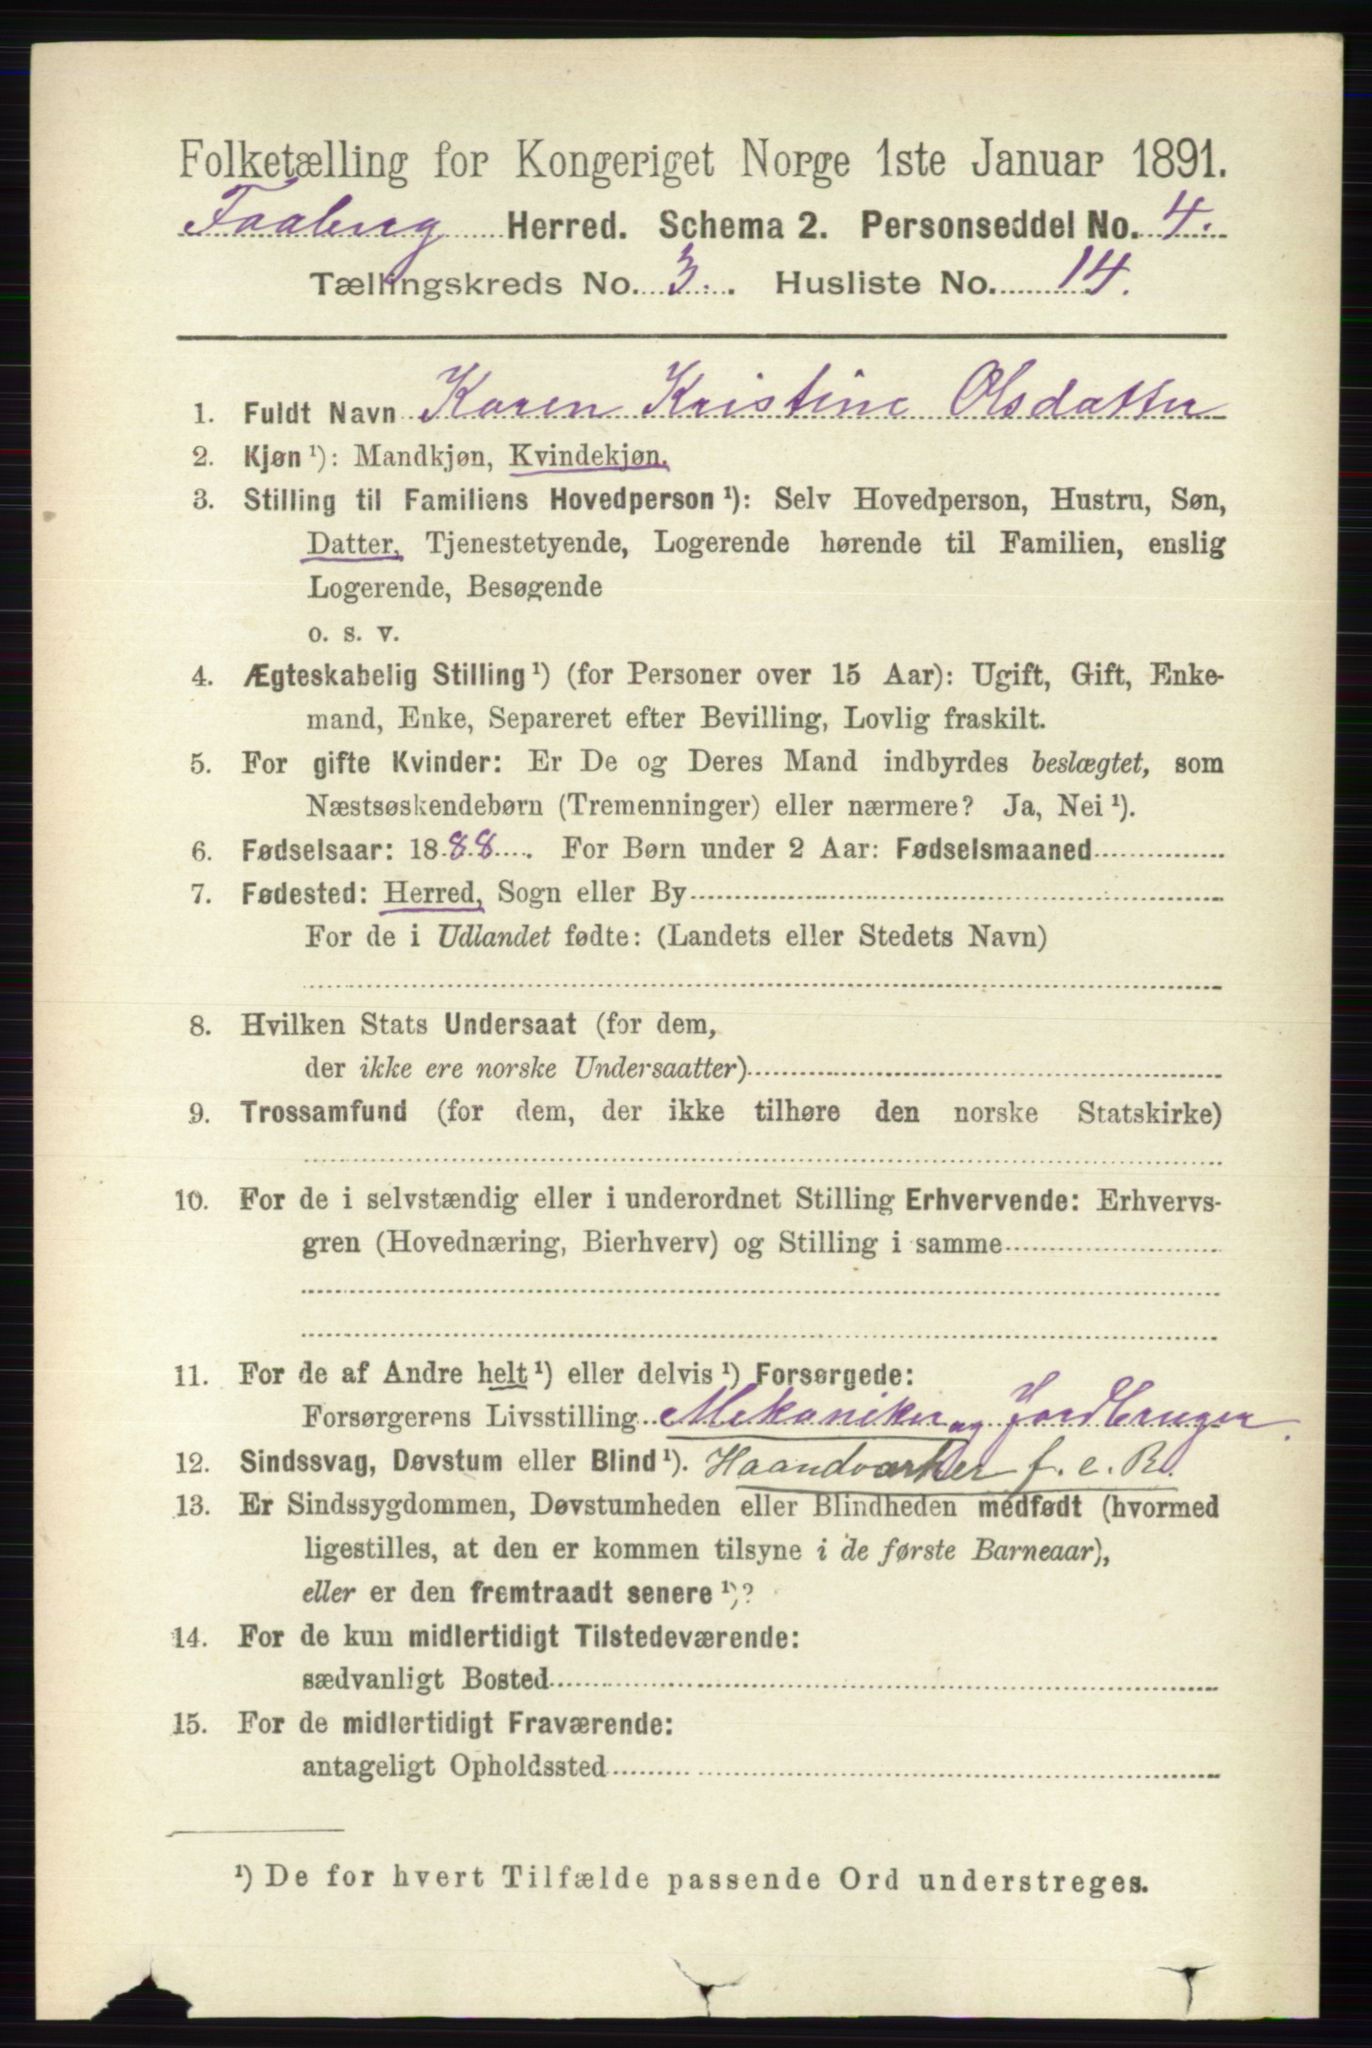 Folketælling for Kongeriget Norge 1ste Januar 1891.
Faaberg Herred. Schema 2. Personseddel No. 4.
Tællingskreds No. 3. Husliste No. 14.
1. Fuldt Navn Karen Kristine Olsdatter
2. Kjøn ¹): Mandkjøn, Kvindekjøn.
3. Stilling til Familiens Hovedperson ¹): Selv Hovedperson, Hustru, Søn,
Datter, Tjenestetyende, Logerende hørende til Familien, enslig
Logerende, Besøgende
o. s. v.
4. Ægteskabelig Stilling ¹) (for Personer over 15 Aar): Ugift, Gift, Enke-
mand, Enke, Separeret efter Bevilling, Lovlig fraskilt.
5. For gifte Kvinder: Er De og Deres Mand indbyrdes beslægtet, som
Næstsøskendebørn (Tremenninger) eller nærmere? Ja, Nei ¹).
6. Fødselsaar: 1888. For Børn under 2 Aar: Fødselsmaaned
7. Fødested: Herred, Sogn eller By
For de i Udlandet fødte: (Landets eller Stedets Navn)
8. Hvilken Stats Undersaat (for dem,
der ikke ere norske Undersaatter)
9. Trossamfund (for dem, der ikke tilhøre den norske Statskirke)
10. For de i selvstændig eller i underordnet Stilling Erhvervende: Erhvervs-
gren (Hovednæring, Bierhverv) og Stilling i samme
11. For de af Andre helt ¹) eller delvis ¹) Forsørgede:
Forsørgerens Livsstilling Mekaniker og Jordbruger.
12. Sindssvag, Døvstum eller Blind ¹). Haandværker f. e. R.
13. Er Sindssygdommen, Døvstumheden eller Blindheden medfødt (hvormed
ligestilles, at den er kommen tilsyne i de første Barneaar),
eller er den fremtraadt senere ¹)?
14. For de kun midlertidigt Tilstedeværende:
sædvanligt Bosted
15. For de midlertidigt Fraværende:
antageligt Opholdssted
¹) De for hvert Tilfælde passende Ord understreges.